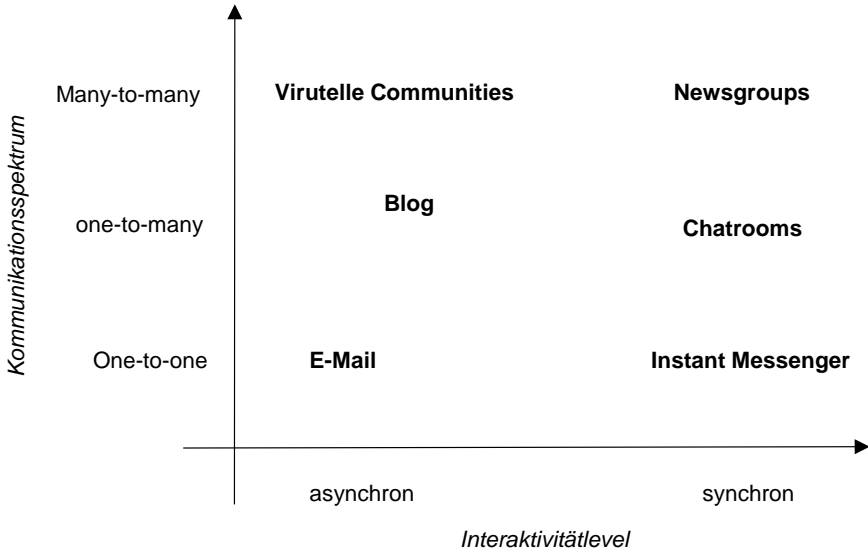 Kommunikationsspektrum
Many-to-many
Virutelle Communities
Newsgroups
one-to-many
Blog
Chatrooms
One-to-one
E-Mail
Instant Messenger
asynchron
synchron
Interaktivitätlevel